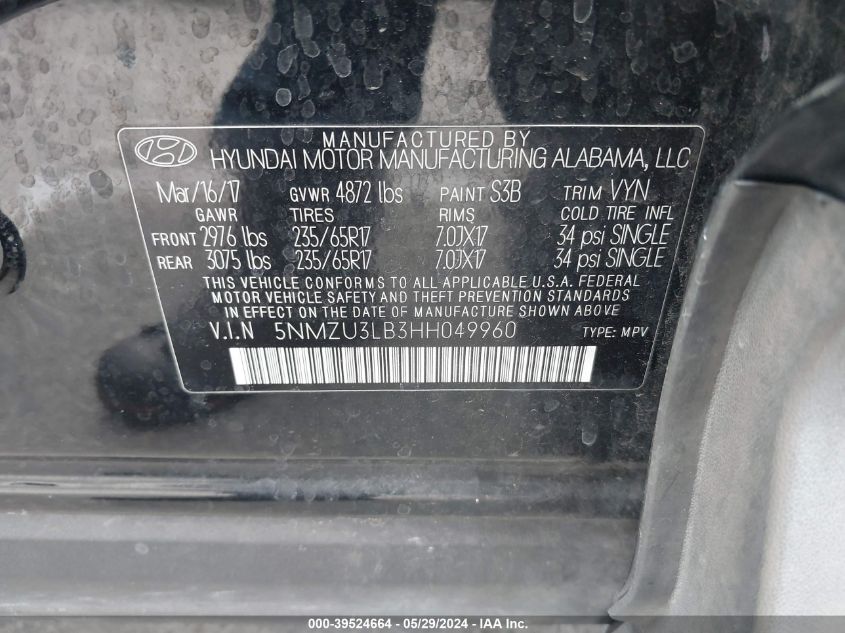 MANUFACTURED BY
HYUNDAI MOTOR MANUFACTURING ALABAMA, LLC
Mar/16/17 GVWR 4872 lbs PAINT S3B TRIM VYN
GAWR TIRES RIMS COLD TIRE INFL
FRONT 2976 lbs 235/65R17 7.0JX17 34 psi SINGLE
REAR 3075 lbs 235/65R17 7.0JX17 34 psi SINGLE
THIS VEHICLE CONFORMS TO ALL APPLICABLE U.S.A. FEDERAL
MOTOR VEHICLE SAFETY AND THEFT PREVENTION STANDARDS
IN EFFECT ON THE DATE OF MANUFACTURE SHOWN ABOVE.
V.I.N 5NMZU3LB3HH049960 TYPE: MPV
000-39524664 - 05/29/2024 - IAA Inc.